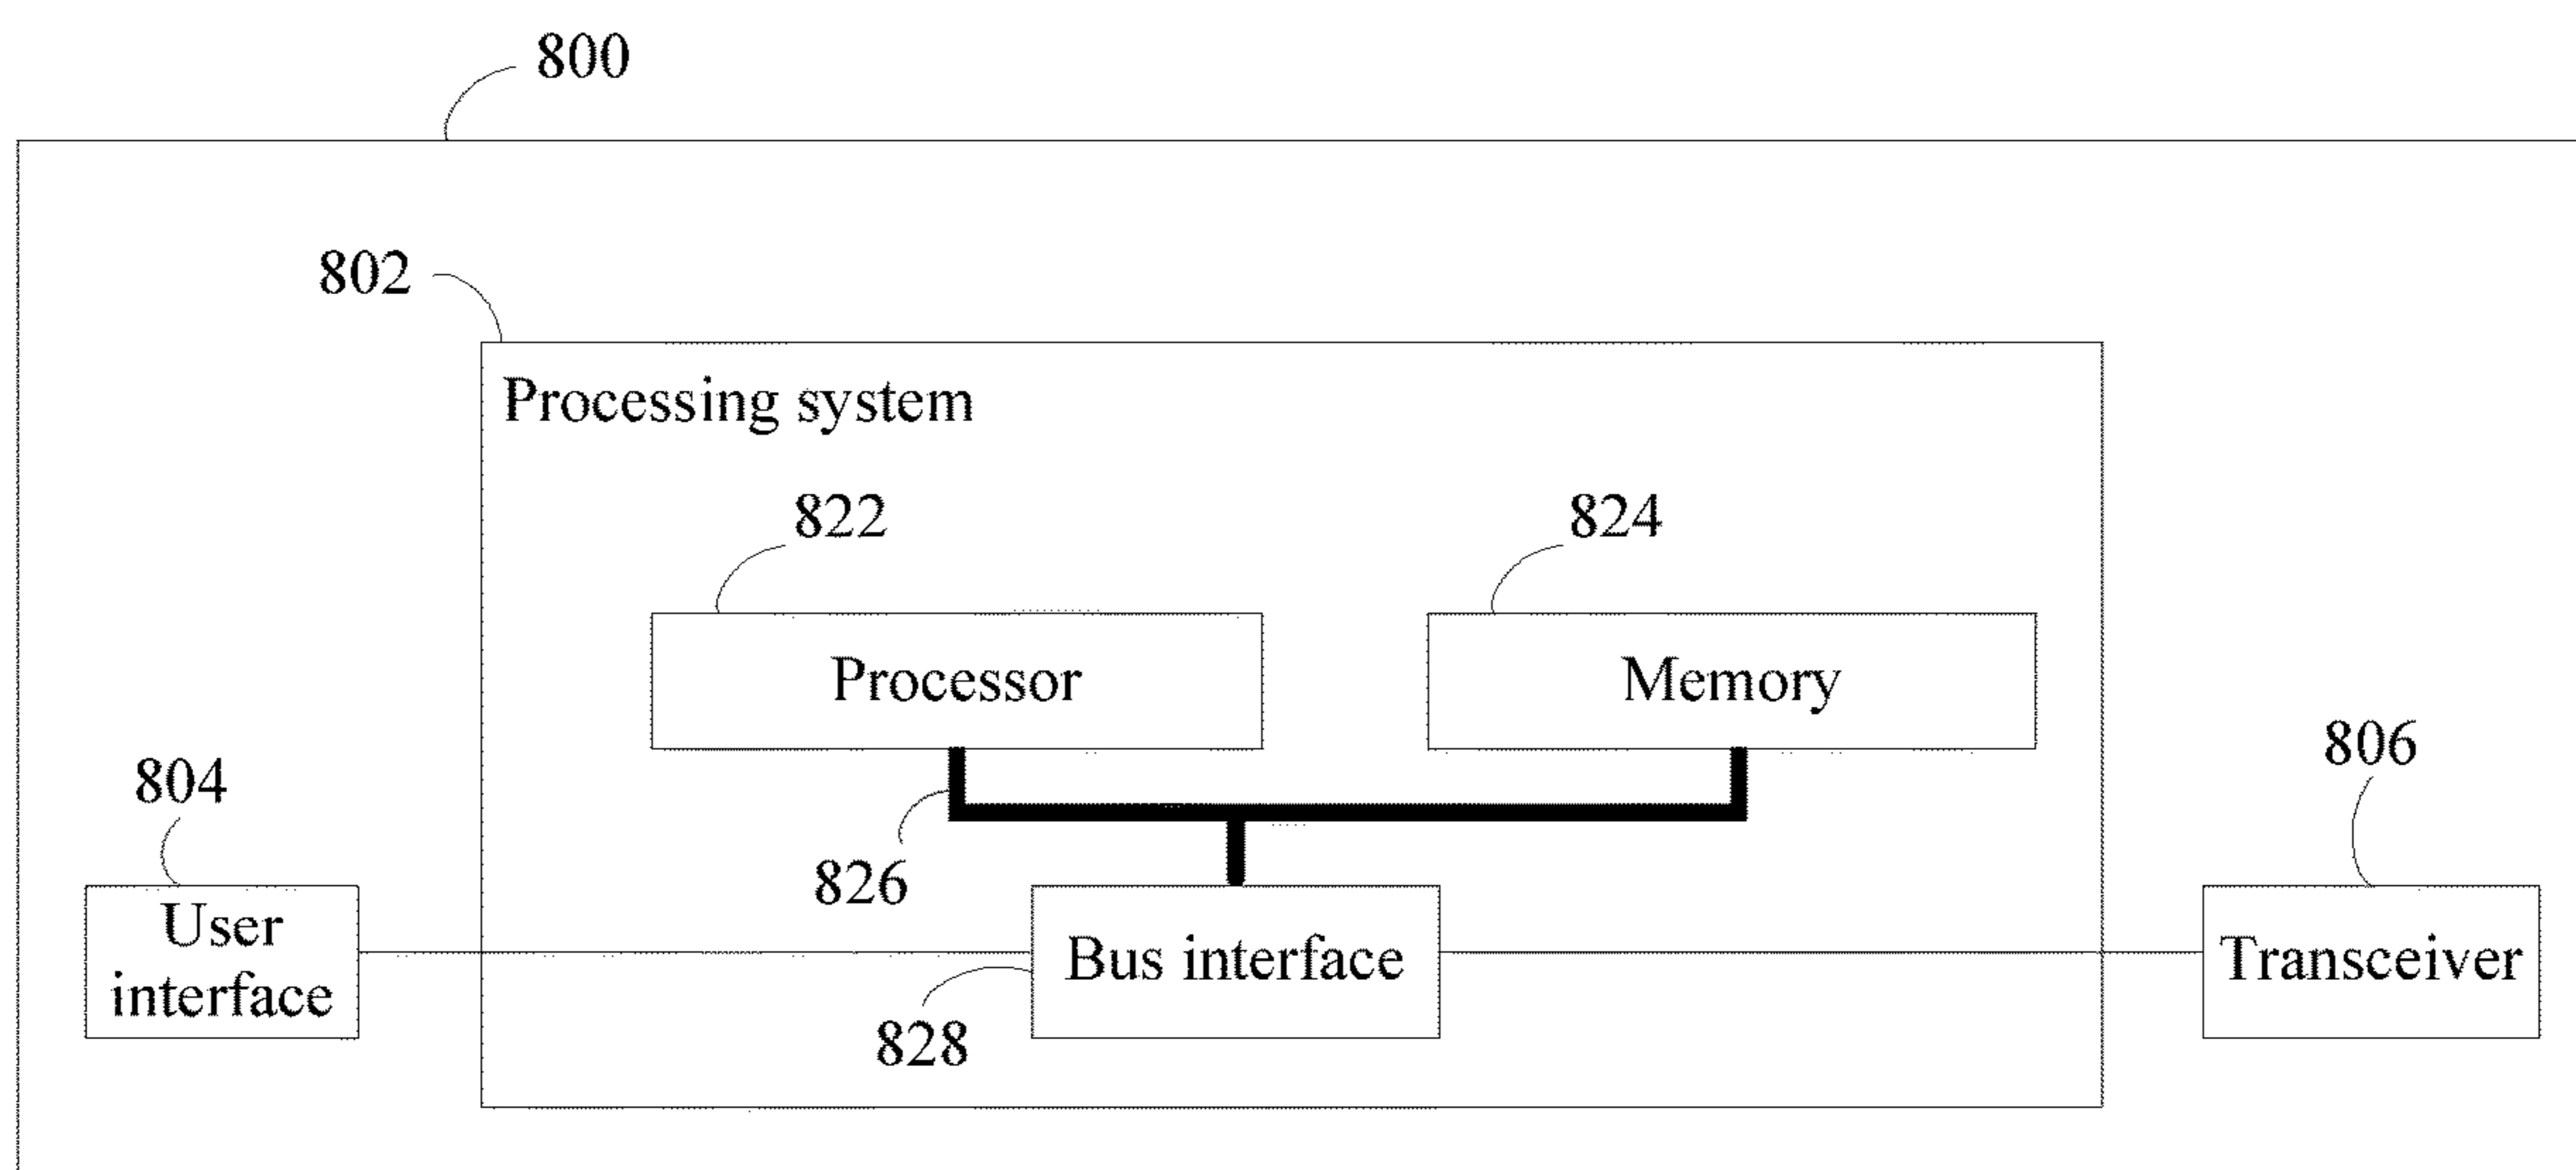 800
802
Processing system
822
824
Processor
Memory
804
806
826
User
interface
Bus interface
Transceiver
828